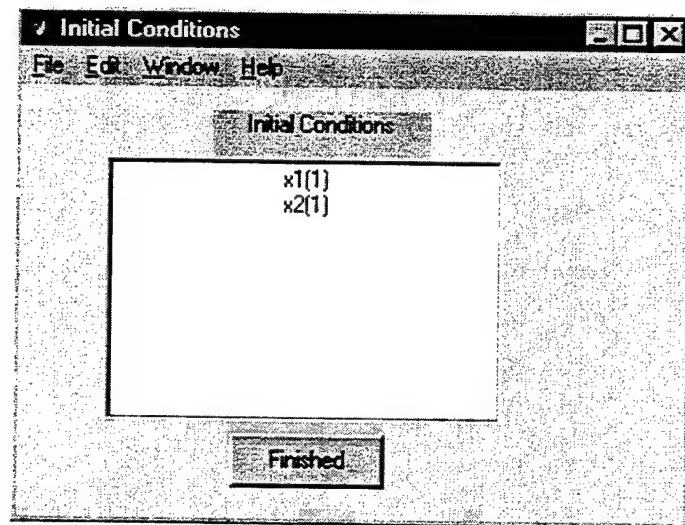 Initial Conditions
File Edit Window Help
Initial Conditions
x1(1)
x2(1)
Finished